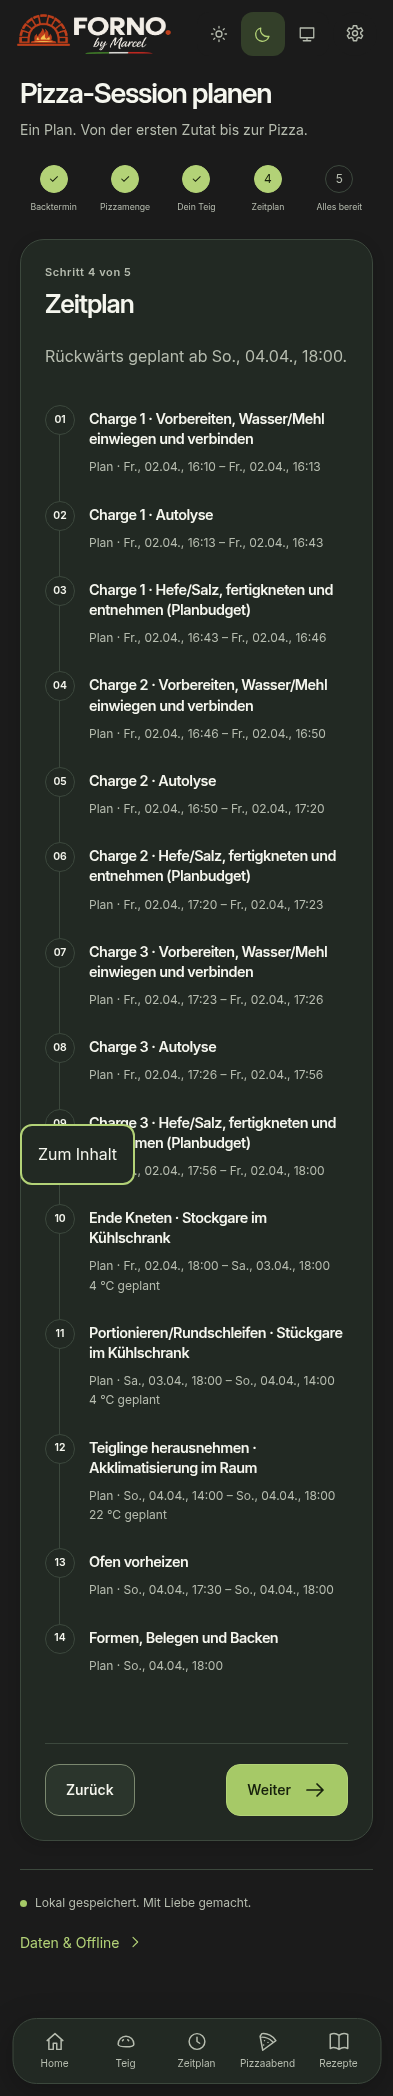 FORNO.
by Marcel
Pizza-Session planen
Ein Plan. Von der ersten Zutat bis zur Pizza.
4
5
Backtermin
Pizzamenge
Dein Teig
Zeitplan
Alles bereit
Schritt 4 von 5
Zeitplan
Rückwärts geplant ab So., 04.04., 18:00.
01
Charge 1 · Vorbereiten, Wasser/Mehl
einwiegen und verbinden
Plan · Fr., 02.04., 16:10 – Fr., 02.04., 16:13
02
Charge 1 · Autolyse
Plan · Fr., 02.04., 16:13 – Fr., 02.04., 16:43
03
Charge 1 · Hefe/Salz, fertigkneten und
entnehmen (Planbudget)
Plan · Fr., 02.04., 16:43 – Fr., 02.04., 16:46
04
Charge 2 · Vorbereiten, Wasser/Mehl
einwiegen und verbinden
Plan · Fr., 02.04., 16:46 – Fr., 02.04., 16:50
05
Charge 2 · Autolyse
Plan · Fr., 02.04., 16:50 – Fr., 02.04., 17:20
06
Charge 2 · Hefe/Salz, fertigkneten und
entnehmen (Planbudget)
Plan · Fr., 02.04., 17:20 – Fr., 02.04., 17:23
07
Charge 3 · Vorbereiten, Wasser/Mehl
einwiegen und verbinden
Plan · Fr., 02.04., 17:23 – Fr., 02.04., 17:26
08
Charge 3 · Autolyse
Plan · Fr., 02.04., 17:26 – Fr., 02.04., 17:56
09
Charge 3 · Hefe/Salz, fertigkneten und
(Planbudget)
Zum Inhalt
02.04., 17:56 – Fr., 02.04., 18:00
10
Ende Kneten · Stockgare im
Kühlschrank
Plan · Fr., 02.04., 18:00 – Sa., 03.04., 18:00
4 °C geplant
11
Portionieren/Rundschleifen · Stückgare
im Kühlschrank
Plan · Sa., 03.04., 18:00 – So., 04.04., 14:00
4 °C geplant
12
Teiglinge herausnehmen ·
Akklimatisierung im Raum
Plan · So., 04.04., 14:00 – So., 04.04., 18:00
22 °C geplant
13
Ofen vorheizen
Plan · So., 04.04., 17:30 – So., 04.04., 18:00
14
Formen, Belegen und Backen
Plan · So., 04.04., 18:00
Zurück
Weiter
Lokal gespeichert. Mit Liebe gemacht.
Daten & Offline
Home
Teig
Zeitplan
Pizzaabend
Rezepte